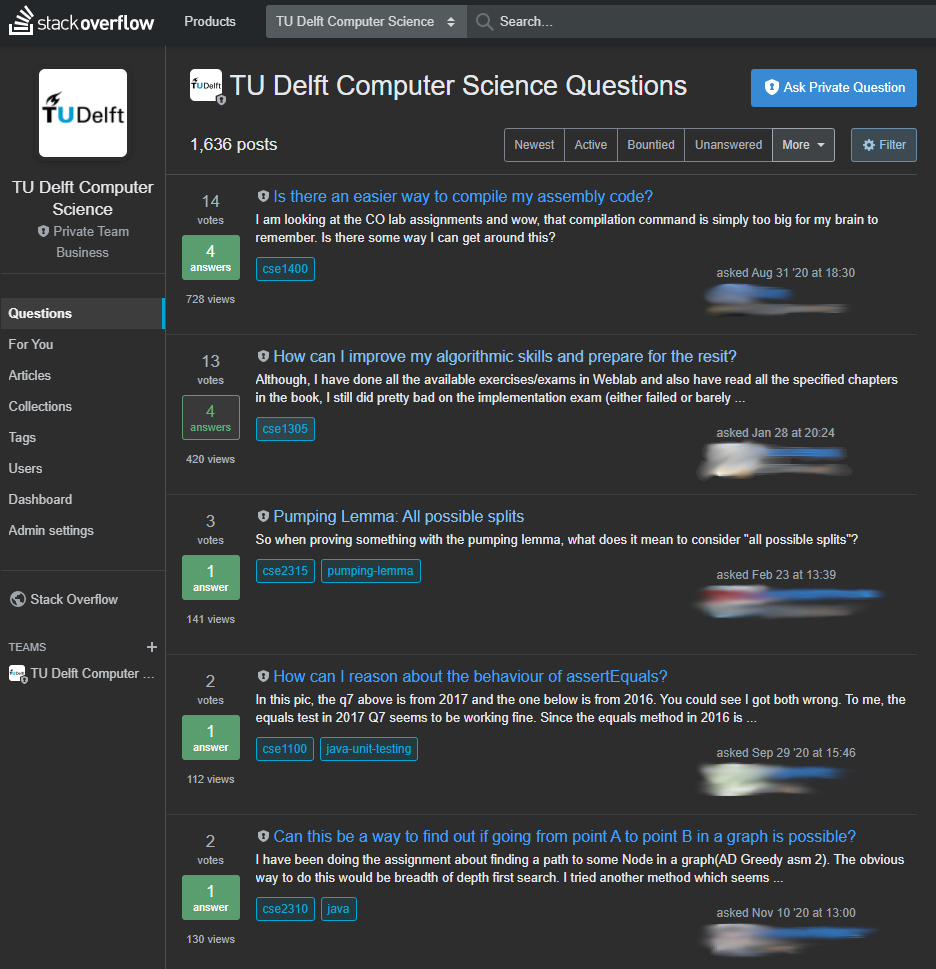 stackoverflow
Products
TU Delft Computer Science
Search...
TUDelft
TU Delft Computer
Science
Private Team
Business
Questions
For You
Articles
Collections
Tags
Users
Dashboard
Admin settings
Stack Overflow
TEAMS
+
TUDelft
TU Delft Computer ...
TUDelft
TU Delft Computer Science Questions
Ask Private Question
1,636 posts
Newest
Active
Bountied
Unanswered
More
Filter
14
votes
4
answers
728 views
Is there an easier way to compile my assembly code?
I am looking at the CO lab assignments and wow, that compilation command is simply too big for my brain to
remember. Is there some way I can get around this?
cse1400
asked Aug 31 '20 at 18:30
13
votes
4
answers
420 views
How can I improve my algorithmic skills and prepare for the resit?
Although, I have done all the available exercises/exams in Weblab and also have read all the specified chapters
in the book, I still did pretty bad on the implementation exam (either failed or barely ...
cse1305
asked Jan 28 at 20:24
3
votes
1
answer
141 views
Pumping Lemma: All possible splits
So when proving something with the pumping lemma, what does it mean to consider "all possible splits"?
cse2315
pumping-lemma
asked Feb 23 at 13:39
2
votes
1
answer
112 views
How can I reason about the behaviour of assertEquals?
In this pic, the q7 above is from 2017 and the one below is from 2016. You could see I got both wrong. To me, the
equals test in 2017 Q7 seems to be working fine. Since the equals method in 2016 is ...
cse1100
java-unit-testing
asked Sep 29 '20 at 15:46
2
votes
1
answer
130 views
Can this be a way to find out if going from point A to point B in a graph is possible?
I have been doing the assignment about finding a path to some Node in a graph(AD Greedy asm 2). The obvious
way to do this would be breadth of depth first search. I tried another method which seems ...
cse2310
java
asked Nov 10 '20 at 13:00